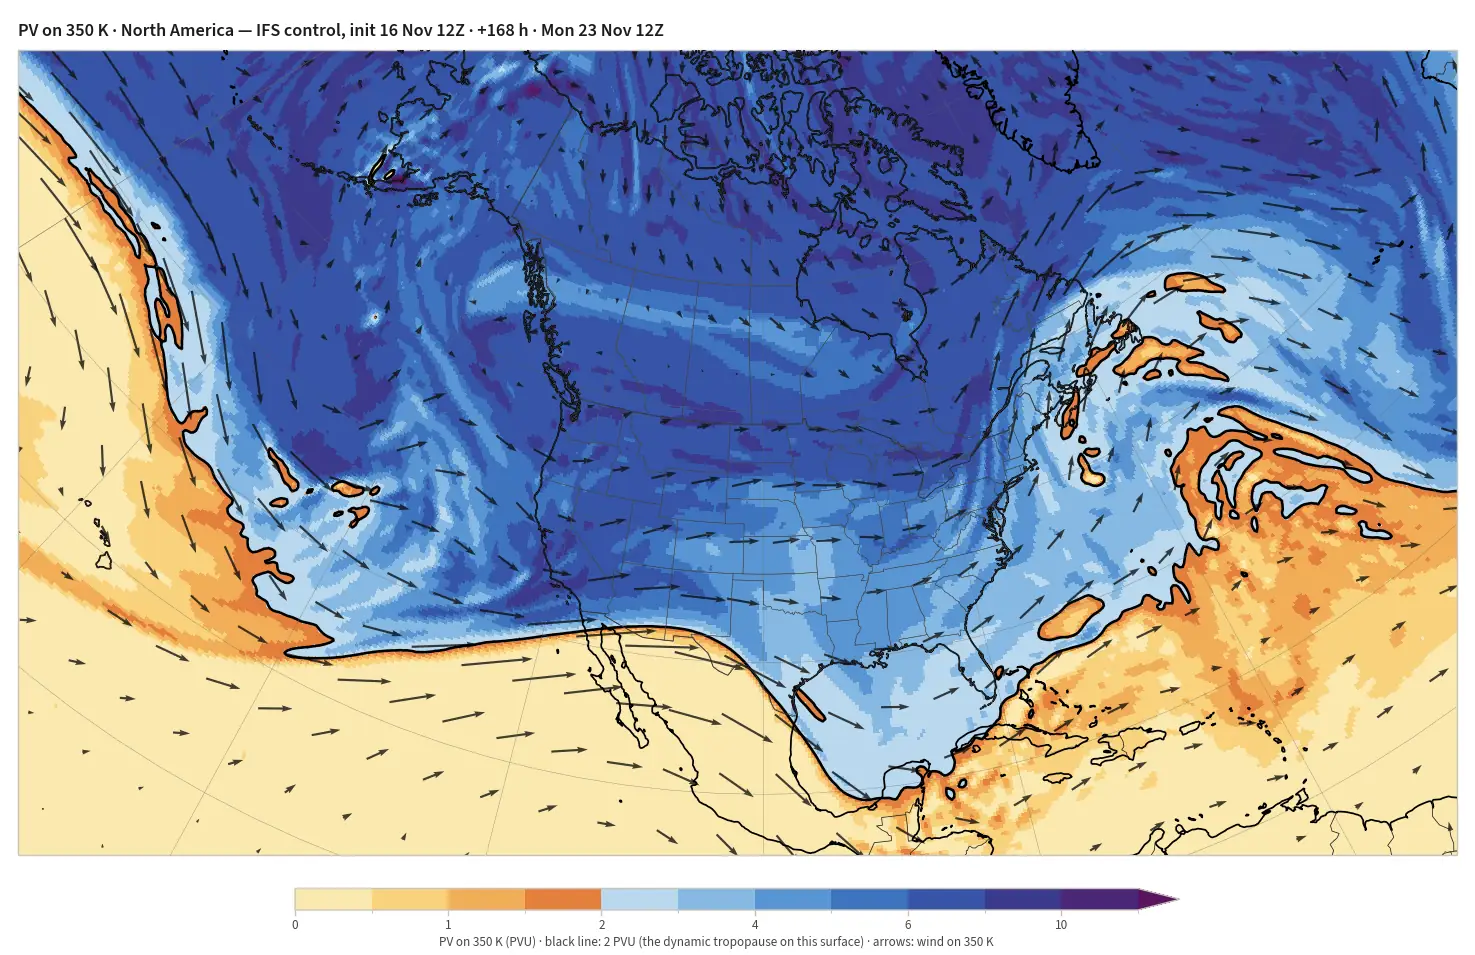 PV on 350 K · North America — IFS control, init 16 Nov 12Z · +168 h · Mon 23 Nov 12Z
0 1 2 4 6 10
PV on 350 K (PVU) · black line: 2 PVU (the dynamic tropopause on this surface) · arrows: wind on 350 K